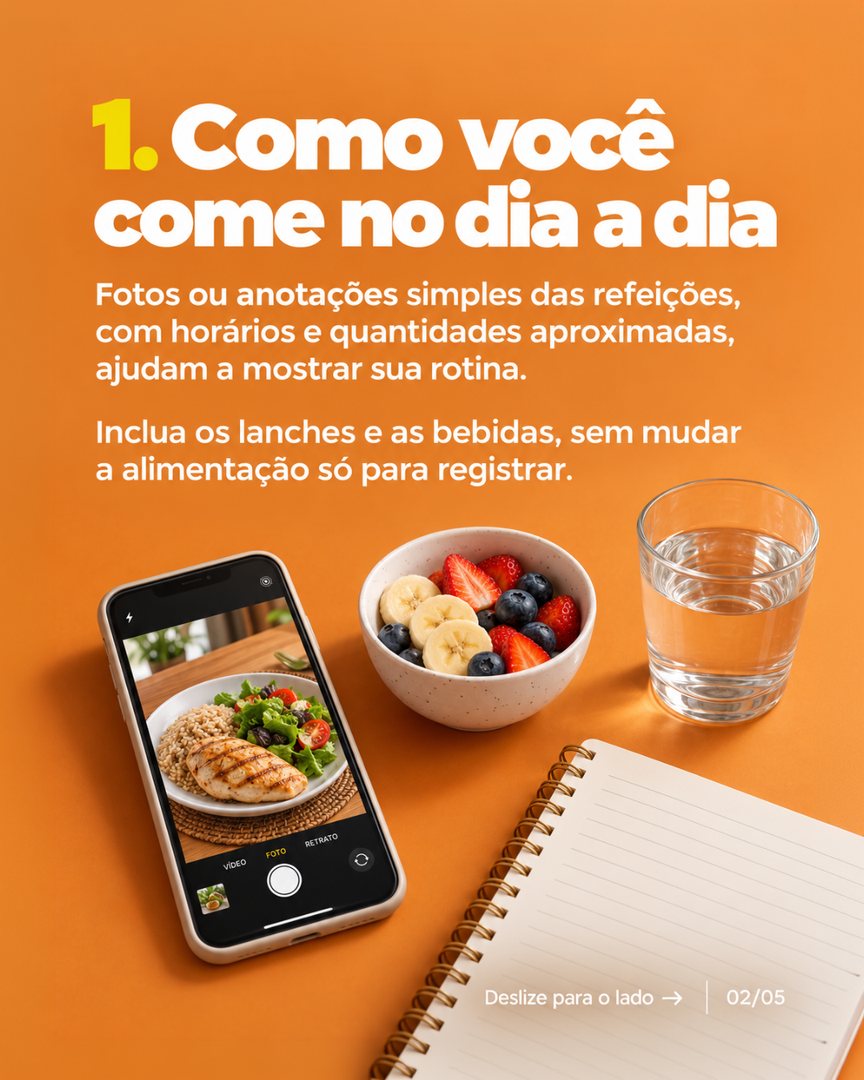 1. Como você
come no dia a dia
Fotos ou anotações simples das refeições,
com horários e quantidades aproximadas,
ajudam a mostrar sua rotina.
Inclua os lanches e as bebidas, sem mudar
a alimentação só para registrar.
VÍDEO FOTO RETRATO
Deslize para o lado → | 02/05